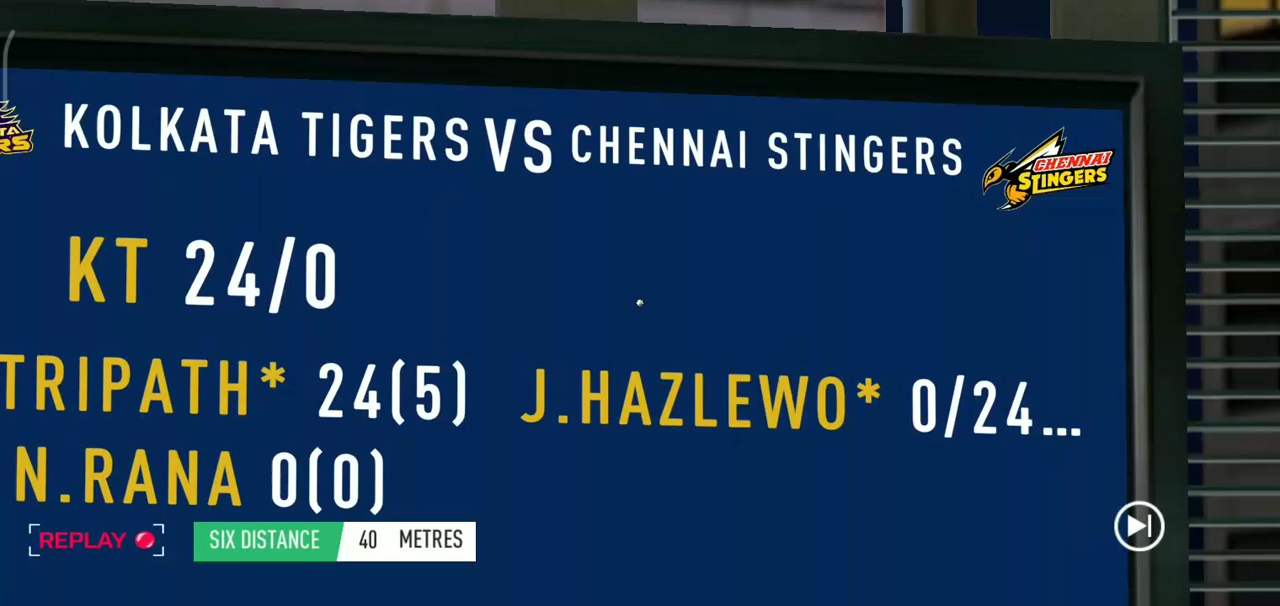 KOLKATA TIGERS VS CHENNAI STINGERS
CHENNAI
STINGERS
KT 24/0
TRIPATH* 24(5) J.HAZLEWO* 0/24...
N.RANA 0(0)
REPLAY SIX DISTANCE 40 METRES